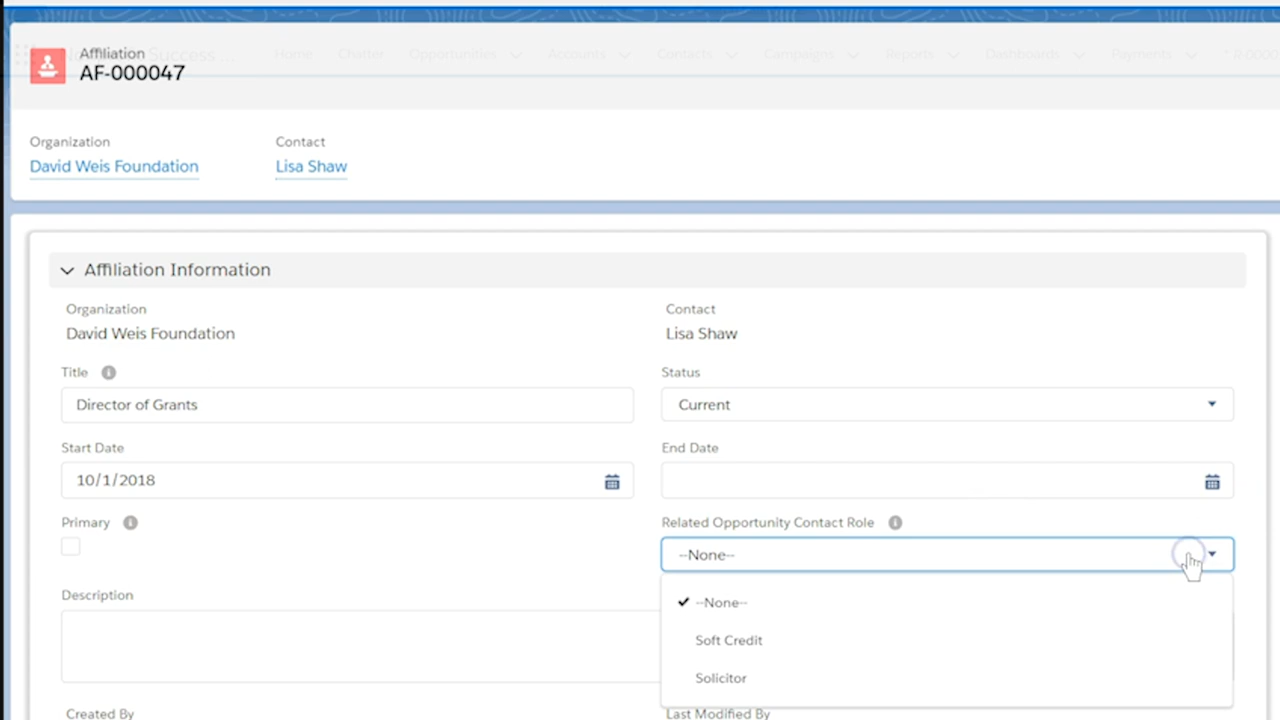 Affiliation
Success ...
Home
Chatter
Opportunities
Accounts
Contacts
Campaigns
Reports
Dashboards
Payments
AF-000047
Organization
Contact
David Weis Foundation
Lisa Shaw
Affiliation Information
Organization
Contact
David Weis Foundation
Lisa Shaw
Title
Status
Director of Grants
Current
Start Date
End Date
10/1/2018
Primary
Related Opportunity Contact Role
--None--
Description
--None--
Soft Credit
Solicitor
Created By
Last Modified By